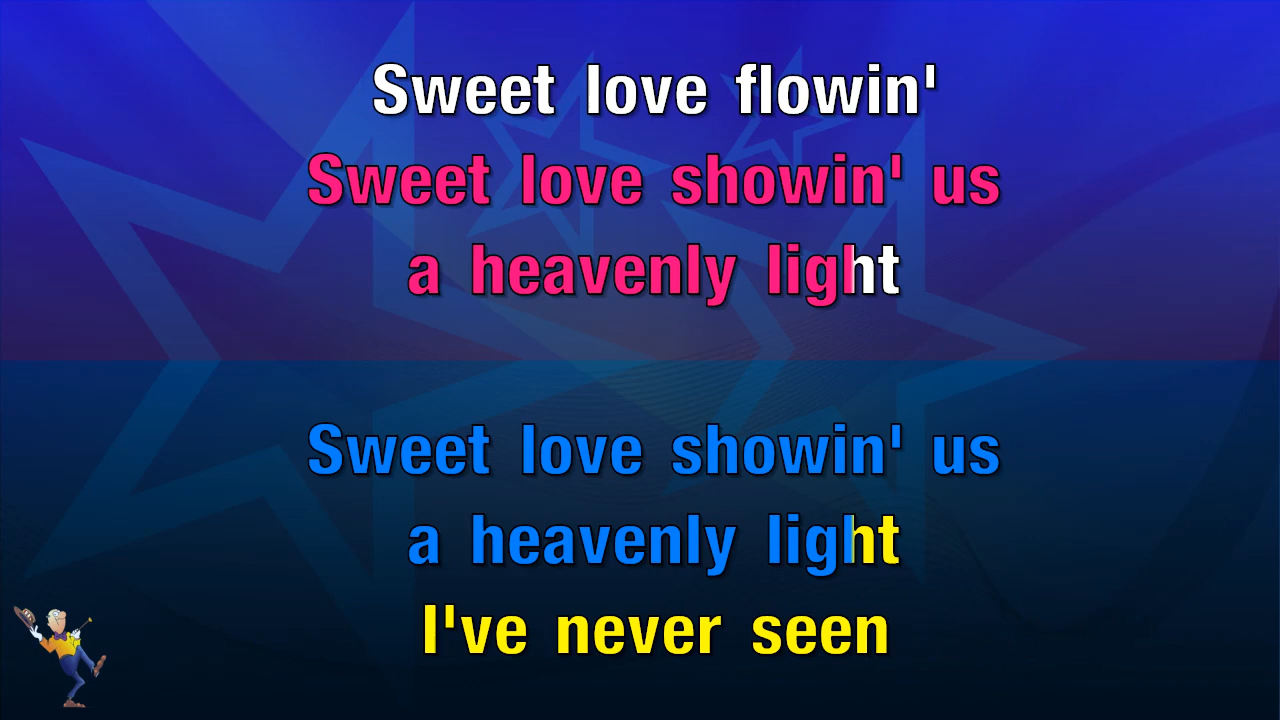 Sweet love flowin'
Sweet love showin' us
a heavenly light
Sweet love showin' us
a heavenly light
I've never seen